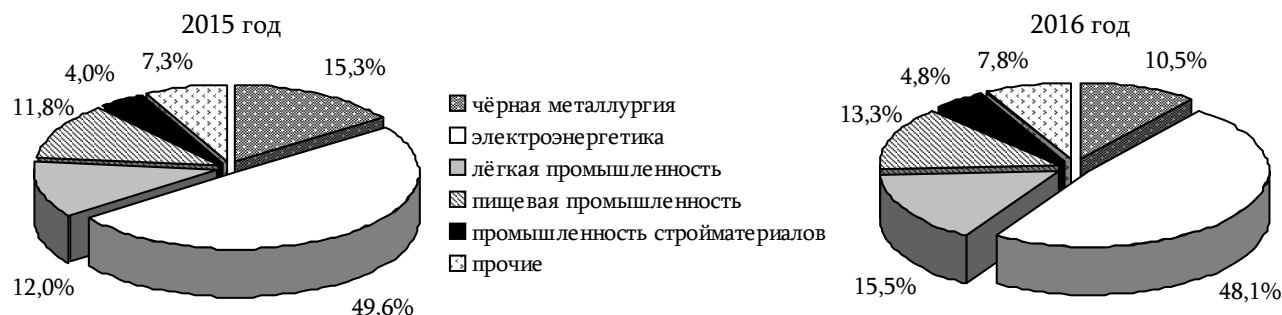 2015 год
7,3%
15,3%
4,0%
11,8%
12,0%
49,6%
чёрная металлургия
электроэнергетика
лёгкая промышленность
пищевая промышленность
промышленность стройматериалов
прочие
2016 год
7,8%
10,5%
4,8%
13,3%
15,5%
48,1%